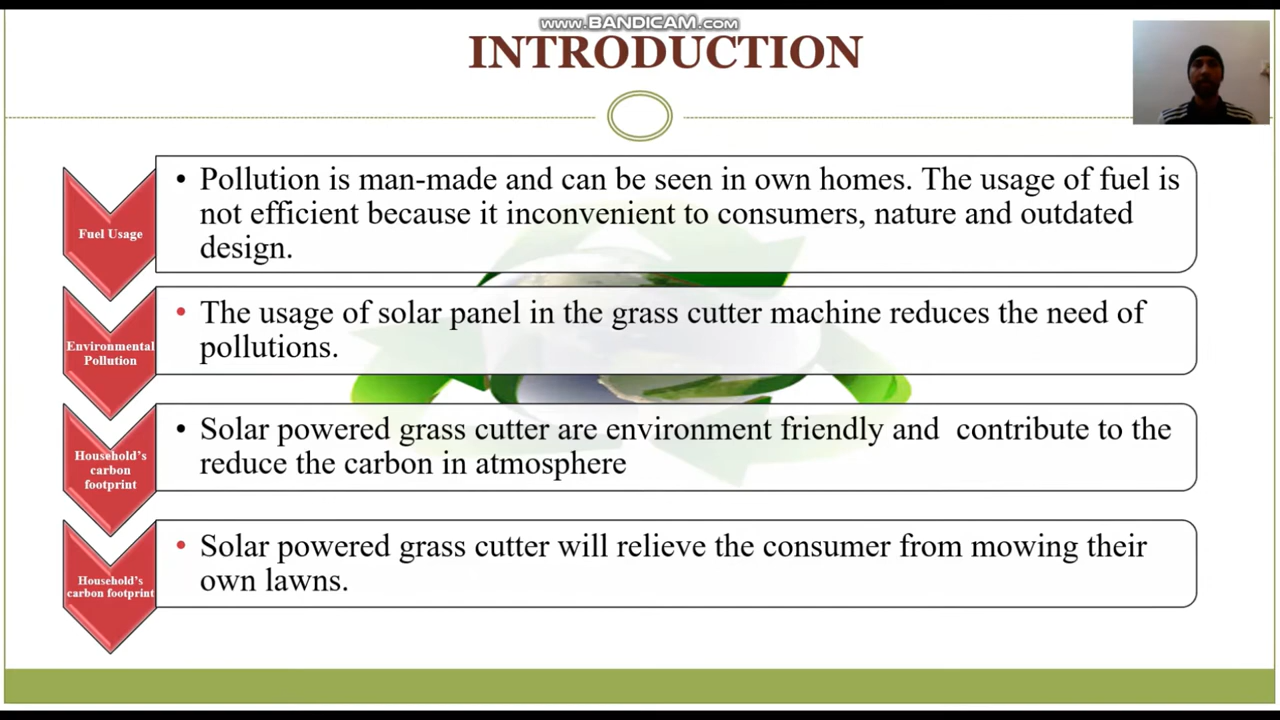 WWW.BANDICAM.COM
INTRODUCTION
Fuel Usage
• Pollution is man-made and can be seen in own homes. The usage of fuel is
not efficient because it inconvenient to consumers, nature and outdated
design.
Environmental
Pollution
• The usage of solar panel in the grass cutter machine reduces the need of
pollutions.
Household's
carbon
footprint
• Solar powered grass cutter are environment friendly and  contribute to the
reduce the carbon in atmosphere
Household's
carbon footprint
• Solar powered grass cutter will relieve the consumer from mowing their
own lawns.